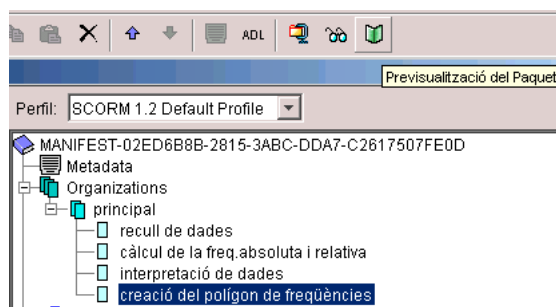 ADL
Previsualització del Paquet
Perfil: SCORM 1.2 Default Profile
MANIFEST-02ED6B8B-2815-3ABC-DDA7-C2617507FE0D
Metadata
Organizations
principal
recull de dades
càlcul de la freq.absoluta i relativa
interpretació de dades
creació del polígon de freqüències